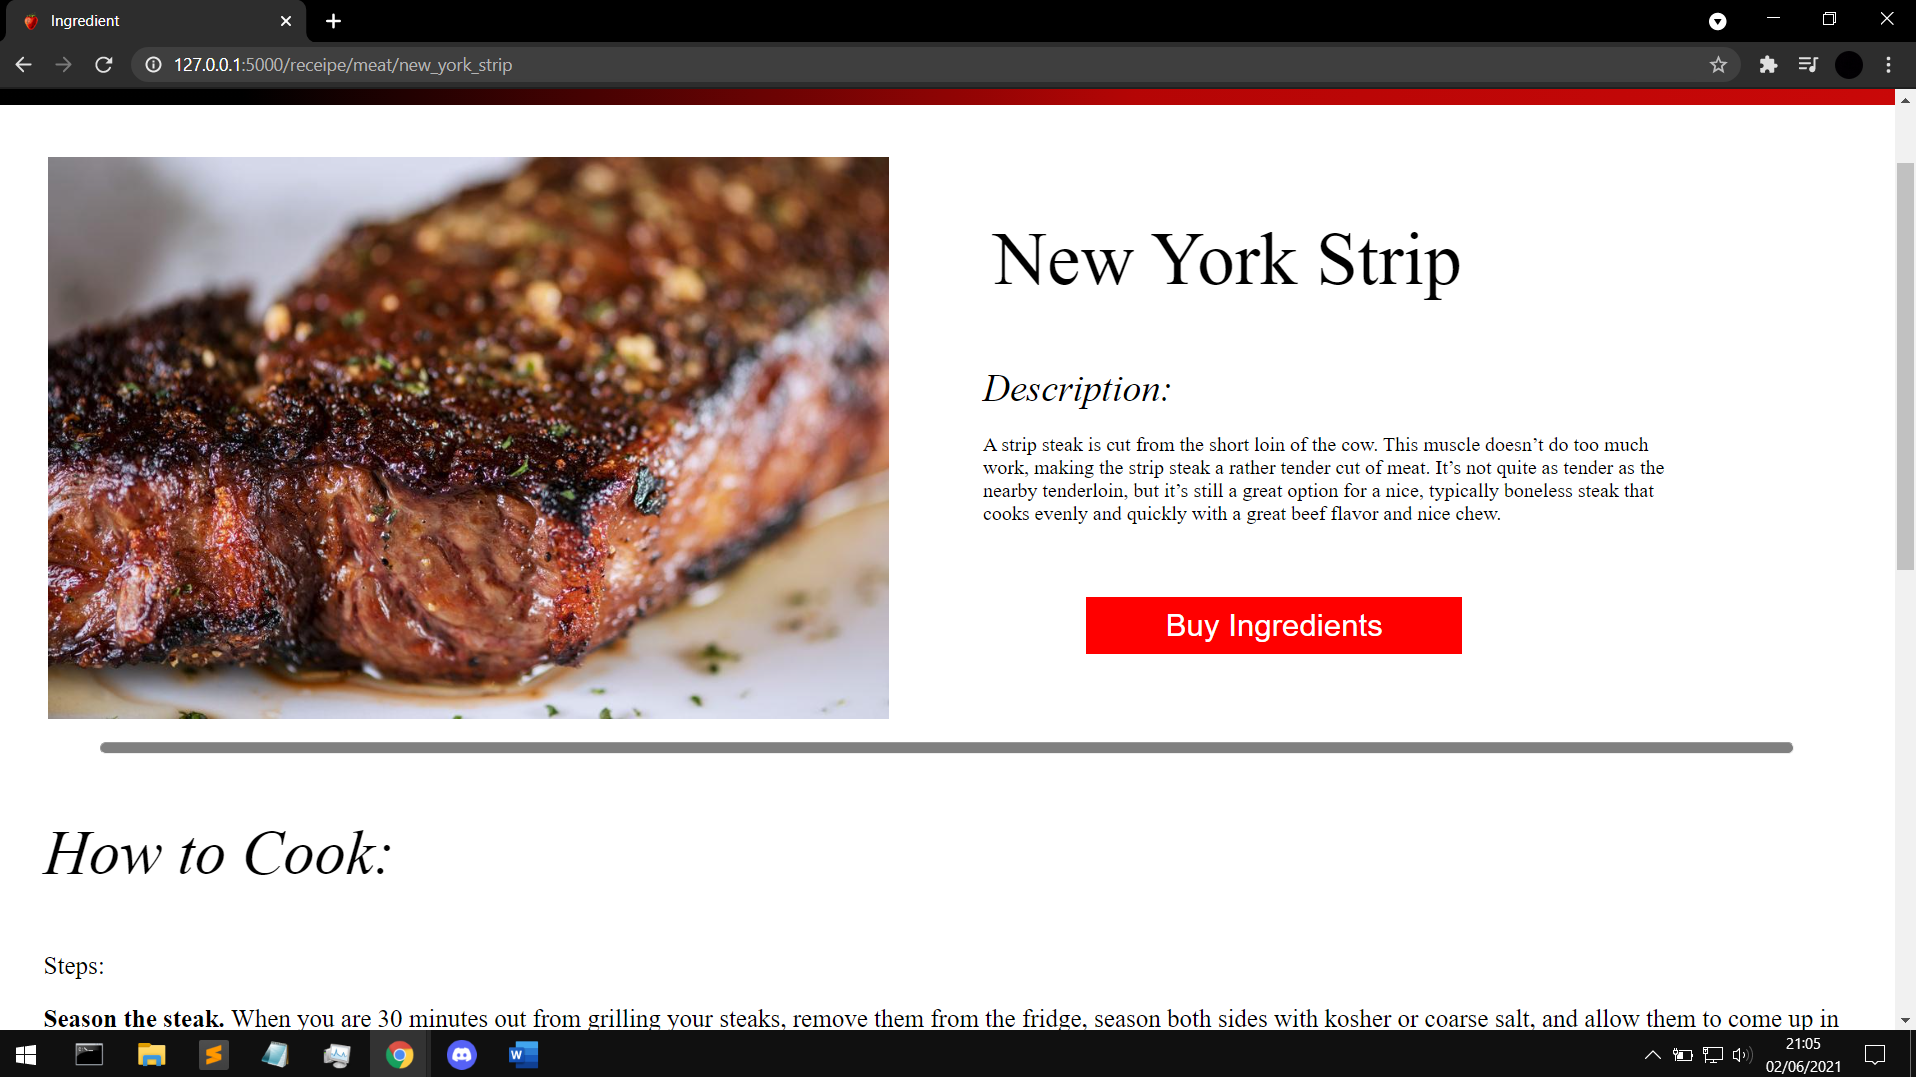 Ingredient
127.0.0.1:5000/receipe/meat/new_york_strip
New York Strip
Description:
A strip steak is cut from the short loin of the cow. This muscle doesn’t do too much
work, making the strip steak a rather tender cut of meat. It’s not quite as tender as the
nearby tenderloin, but it’s still a great option for a nice, typically boneless steak that
cooks evenly and quickly with a great beef flavor and nice chew.
Buy Ingredients
How to Cook:
Steps:
Season the steak. When you are 30 minutes out from grilling your steaks, remove them from the fridge, season both sides with kosher or coarse salt, and allow them to come up in
21:05
02/06/2021